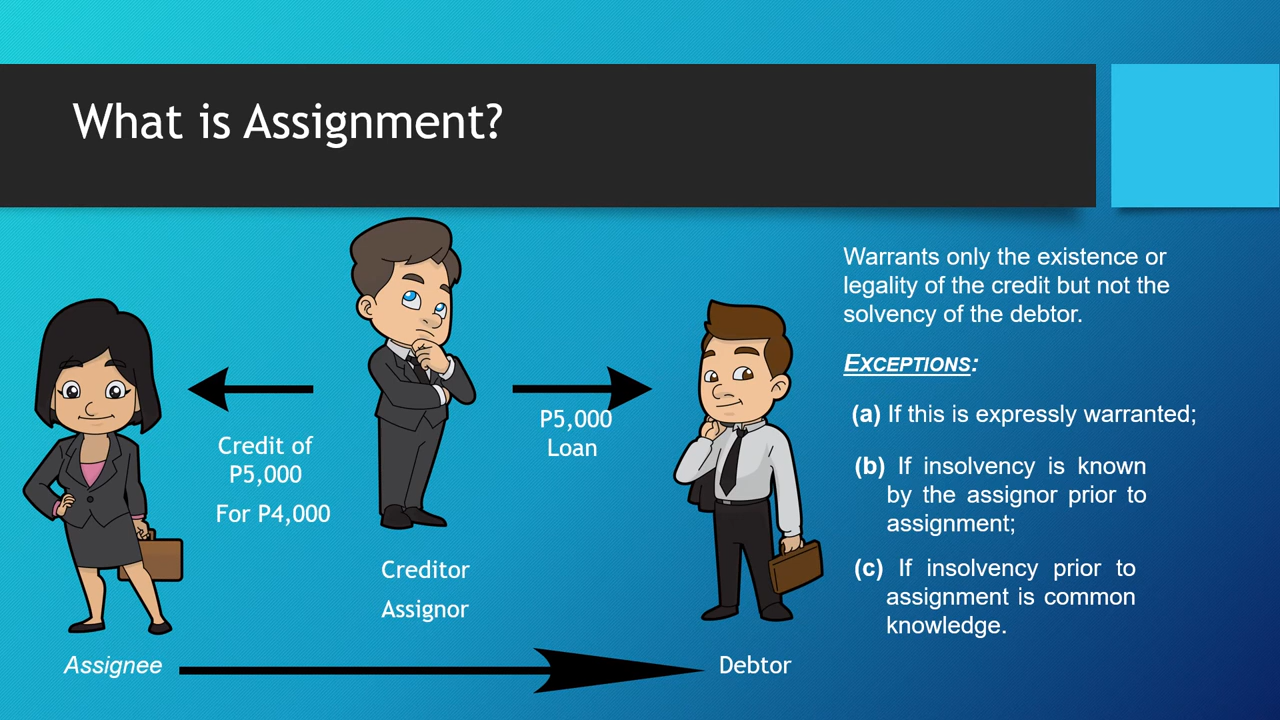 What is Assignment?
Warrants only the existence or
legality of the credit but not the
solvency of the debtor.
EXCEPTIONS:
(a) If this is expressly warranted;
(b) If insolvency is known
by the assignor prior to
assignment;
(c) If insolvency prior to
assignment is common
knowledge.
P5,000
Loan
Credit of
P5,000
For P4,000
Creditor
Assignor
Assignee
Debtor